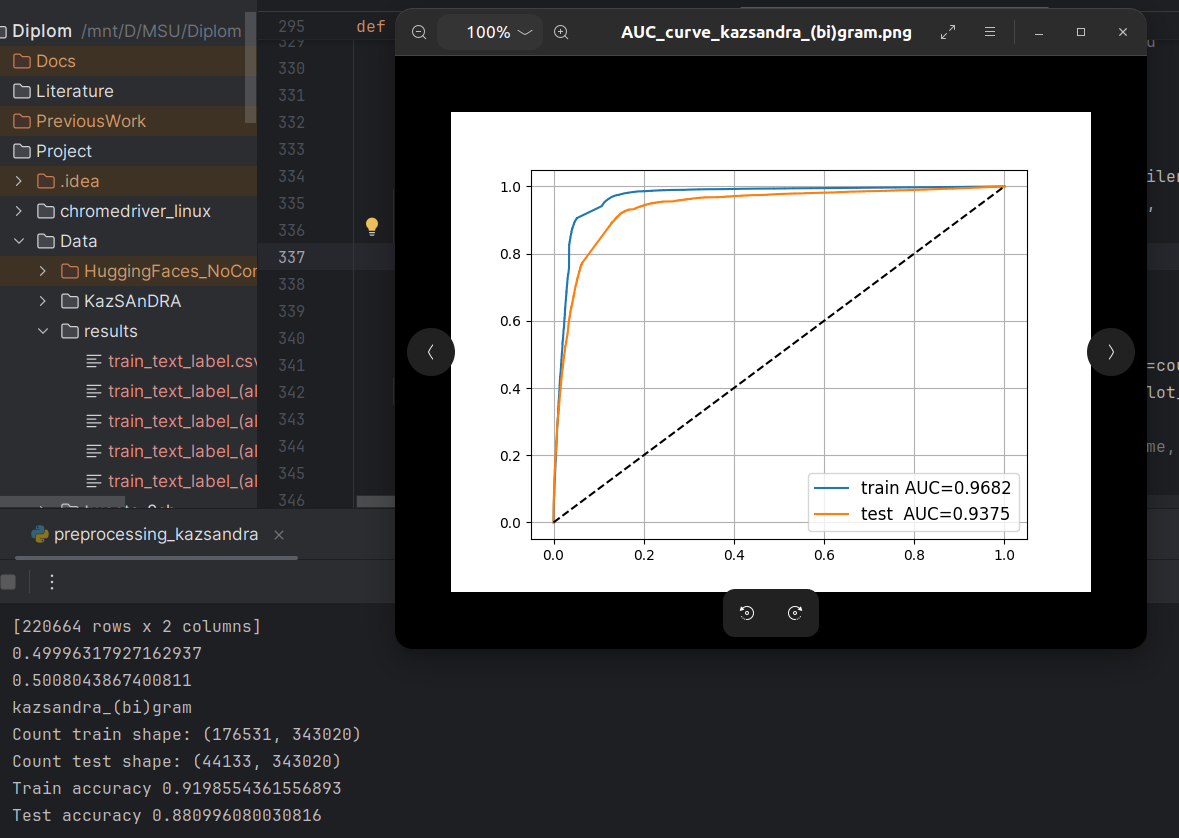 Diplom /mnt/D/MSU/Diplom
Docs
Literature
PreviousWork
Project
.idea
chromedriver_linux
Data
HuggingFaces_NoCor
KazSAnDRA
results
train_text_label.csv
train_text_label_(al
train_text_label_(al
train_text_label_(al
train_text_label_(al
295 def
329
330
331
332
333
334
335
336
337
338
339
340
341
342
343
344
345
346
100%
AUC_curve_kazsandra_(bi)gram.png
1.0
0.8
0.6
0.4
0.2
0.0
0.0 0.2 0.4 0.6 0.8 1.0
train AUC=0.9682
test AUC=0.9375
iler
,
=cou
lot_
me,
preprocessing_kazsandra
[220664 rows x 2 columns]
0.49996317927162937
0.5008043867400811
kazsandra_(bi)gram
Count train shape: (176531, 343020)
Count test shape: (44133, 343020)
Train accuracy 0.9198554361556893
Test accuracy 0.880996080030816